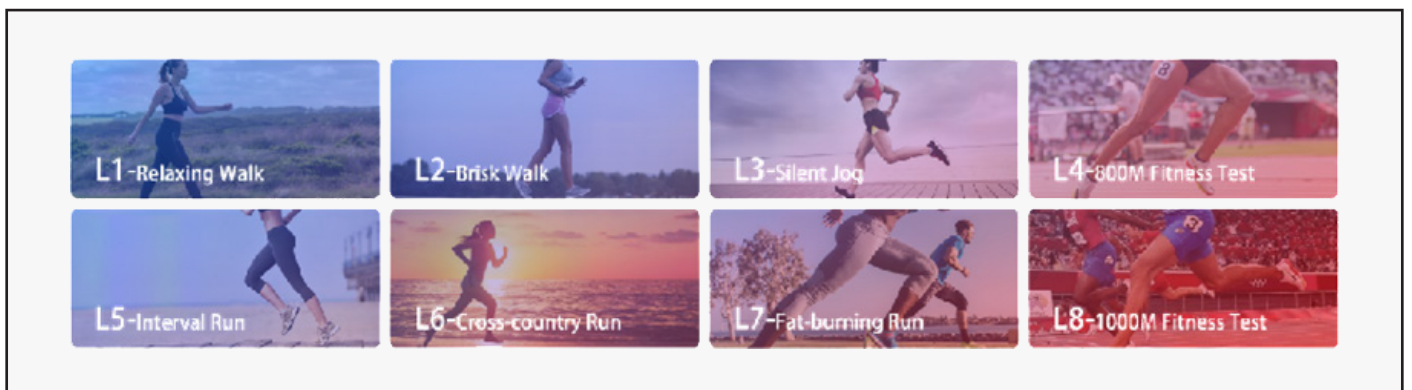 L1-Relaxing Walk
L2-Brisk Walk
L3-Silent Jog
L4-800M Fitness Test
L5-Interval Run
L6-Cross-country Run
L7-Fat-burning Run
L8-1000M Fitness Test